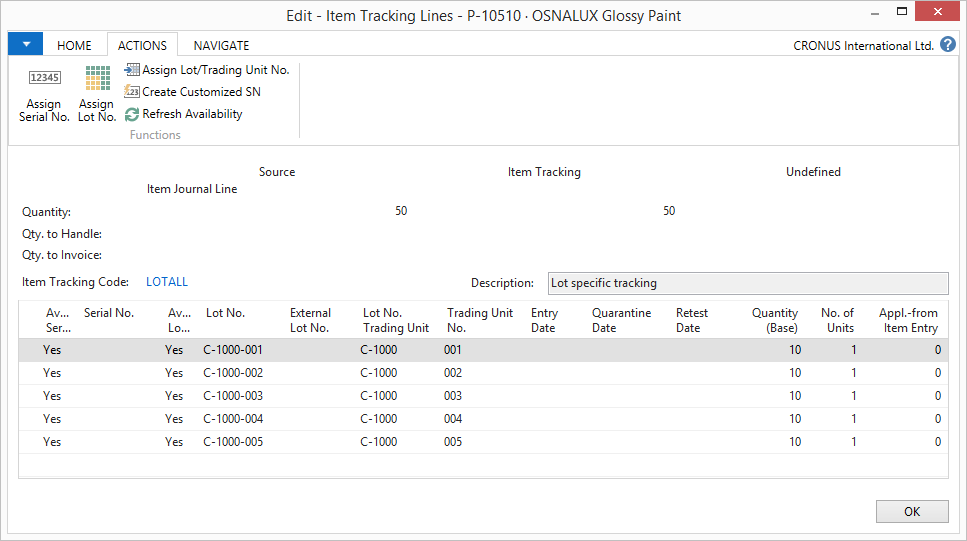 Edit - Item Tracking Lines - P-10510 · OSNALUX Glossy Paint
HOME ACTIONS NAVIGATE CRONUS International Ltd. ?
12345
Assign Serial No.
Assign Lot No.
Assign Lot/Trading Unit No.
123 Create Customized SN
Refresh Availability
Functions
Source Item Tracking Undefined
Item Journal Line
Quantity: 50 50
Qty. to Handle:
Qty. to Invoice:
Item Tracking Code: LOTALL Description: Lot specific tracking
Av... Serial No. Av... Lot No. External Lot No. Trading Unit Entry Quarantine Retest Quantity No. of Appl.-from
Ser... Lo... Lot No. Trading Unit No. Date Date Date (Base) Units Item Entry
Yes Yes C-1000-001 C-1000 001 10 1 0
Yes Yes C-1000-002 C-1000 002 10 1 0
Yes Yes C-1000-003 C-1000 003 10 1 0
Yes Yes C-1000-004 C-1000 004 10 1 0
Yes Yes C-1000-005 C-1000 005 10 1 0
OK